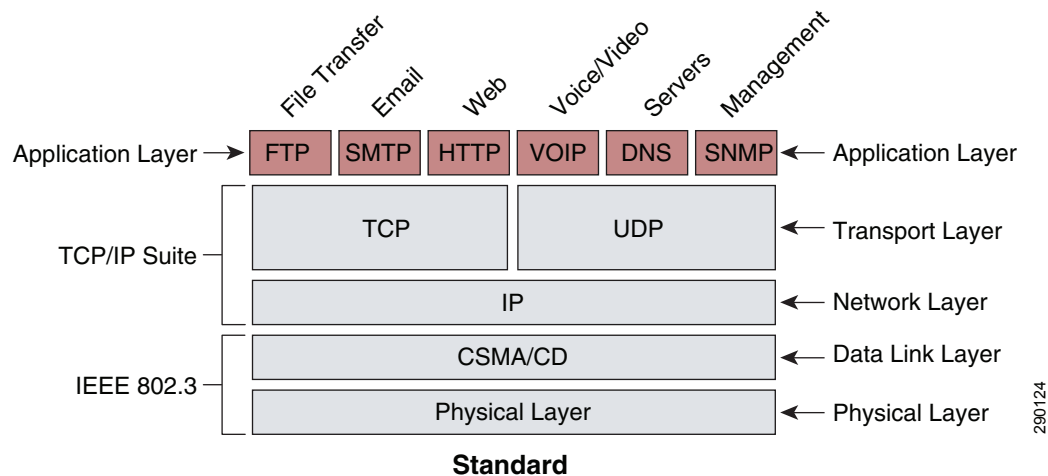 File Transfer
Email
Web
Voice/Video
Servers
Management
Application Layer
FTP
SMTP
HTTP
VOIP
DNS
SNMP
Application Layer
TCP/IP Suite
TCP
UDP
Transport Layer
IP
Network Layer
IEEE 802.3
CSMA/CD
Data Link Layer
Physical Layer
Physical Layer
290124
Standard